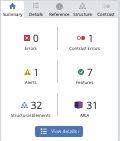 Summary Details Reference Structure Contrast
0 1
Errors Contrast Errors
1 7
Alerts Features
32 31
Structural Elements ARIA
View details ›